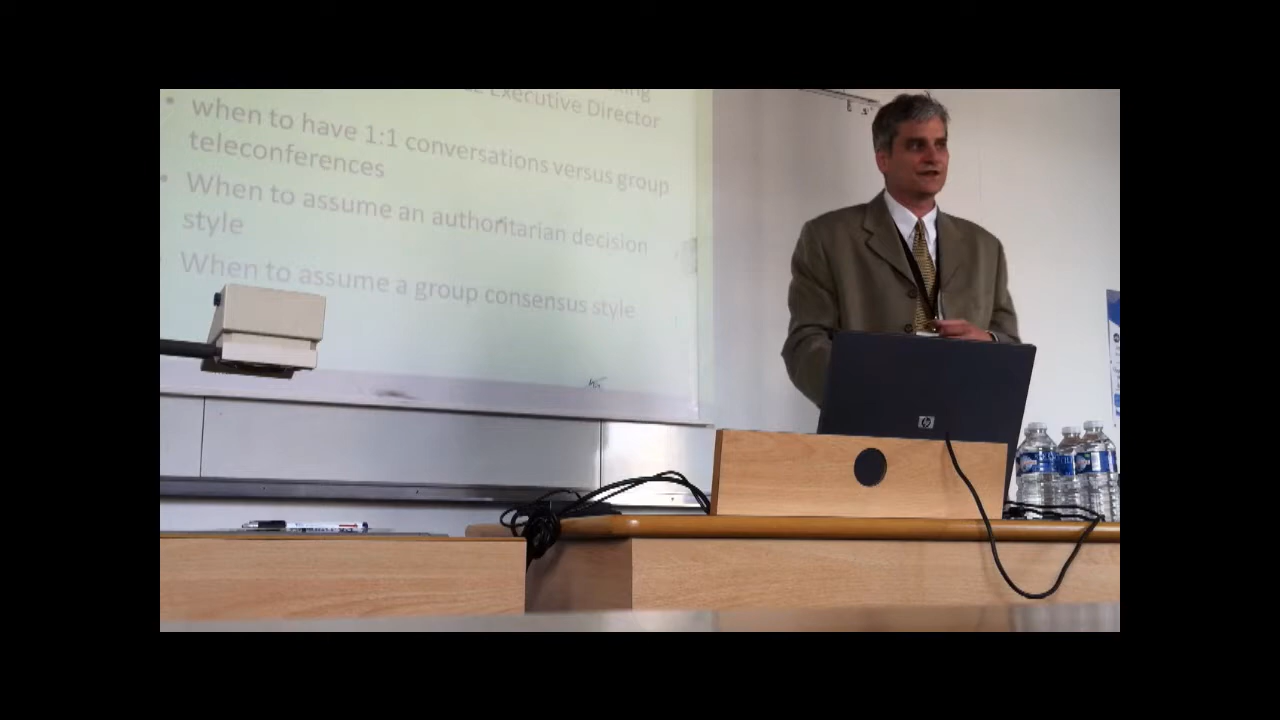 Executive Director
• when to have 1:1 conversations versus group
teleconferences
• When to assume an authoritarian decision
style
When to assume a group consensus style
hp